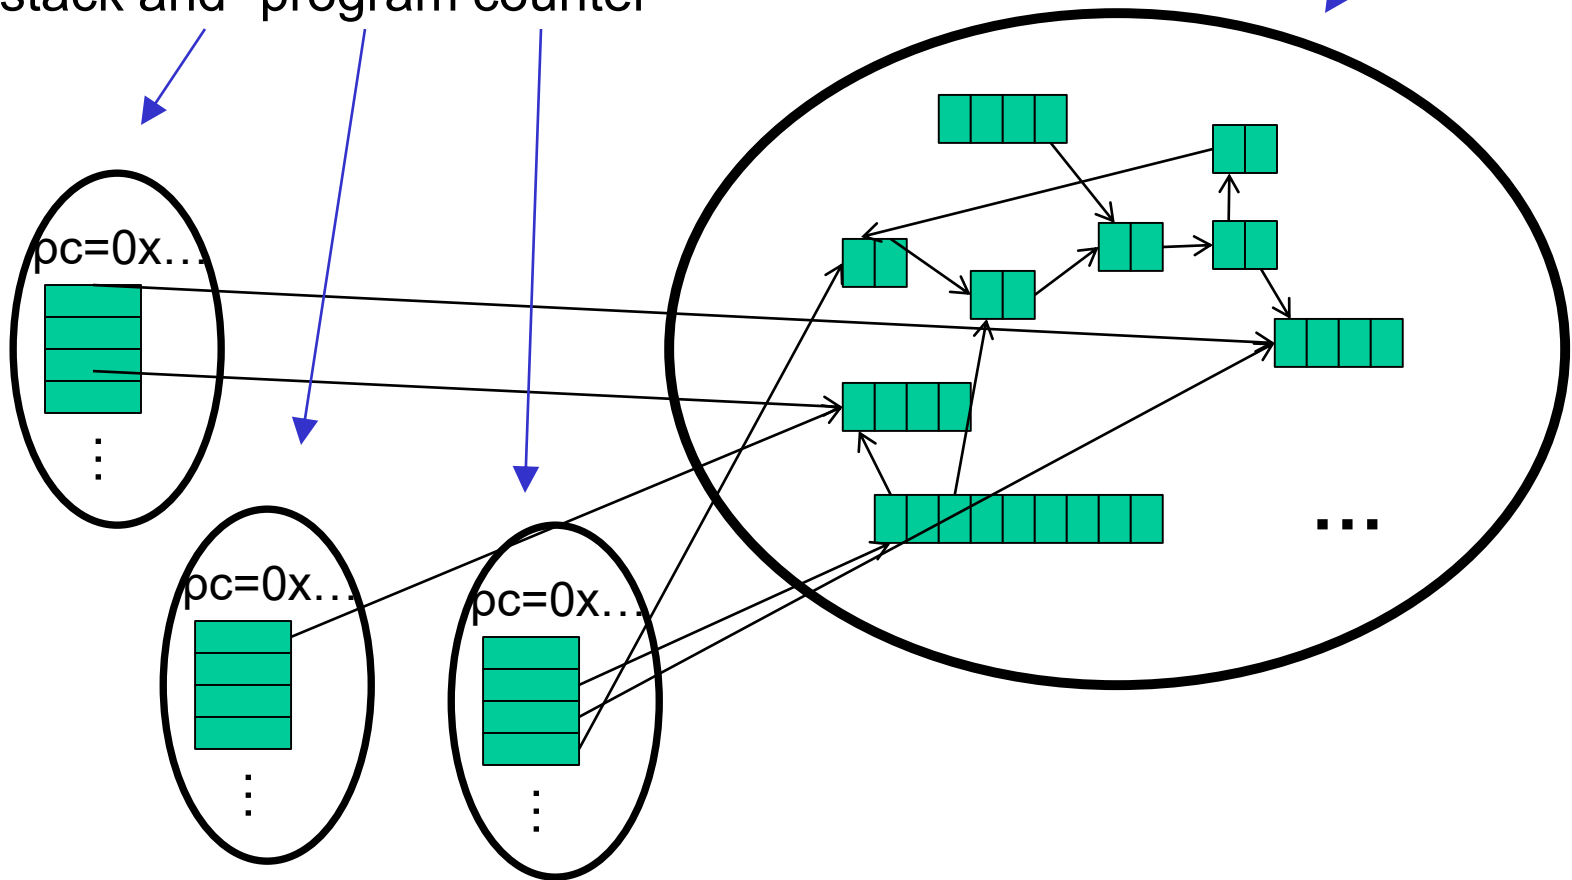 stack and program counter
pc=0x…
⋮
pc=0x…
⋮
pc=0x…
⋮
…